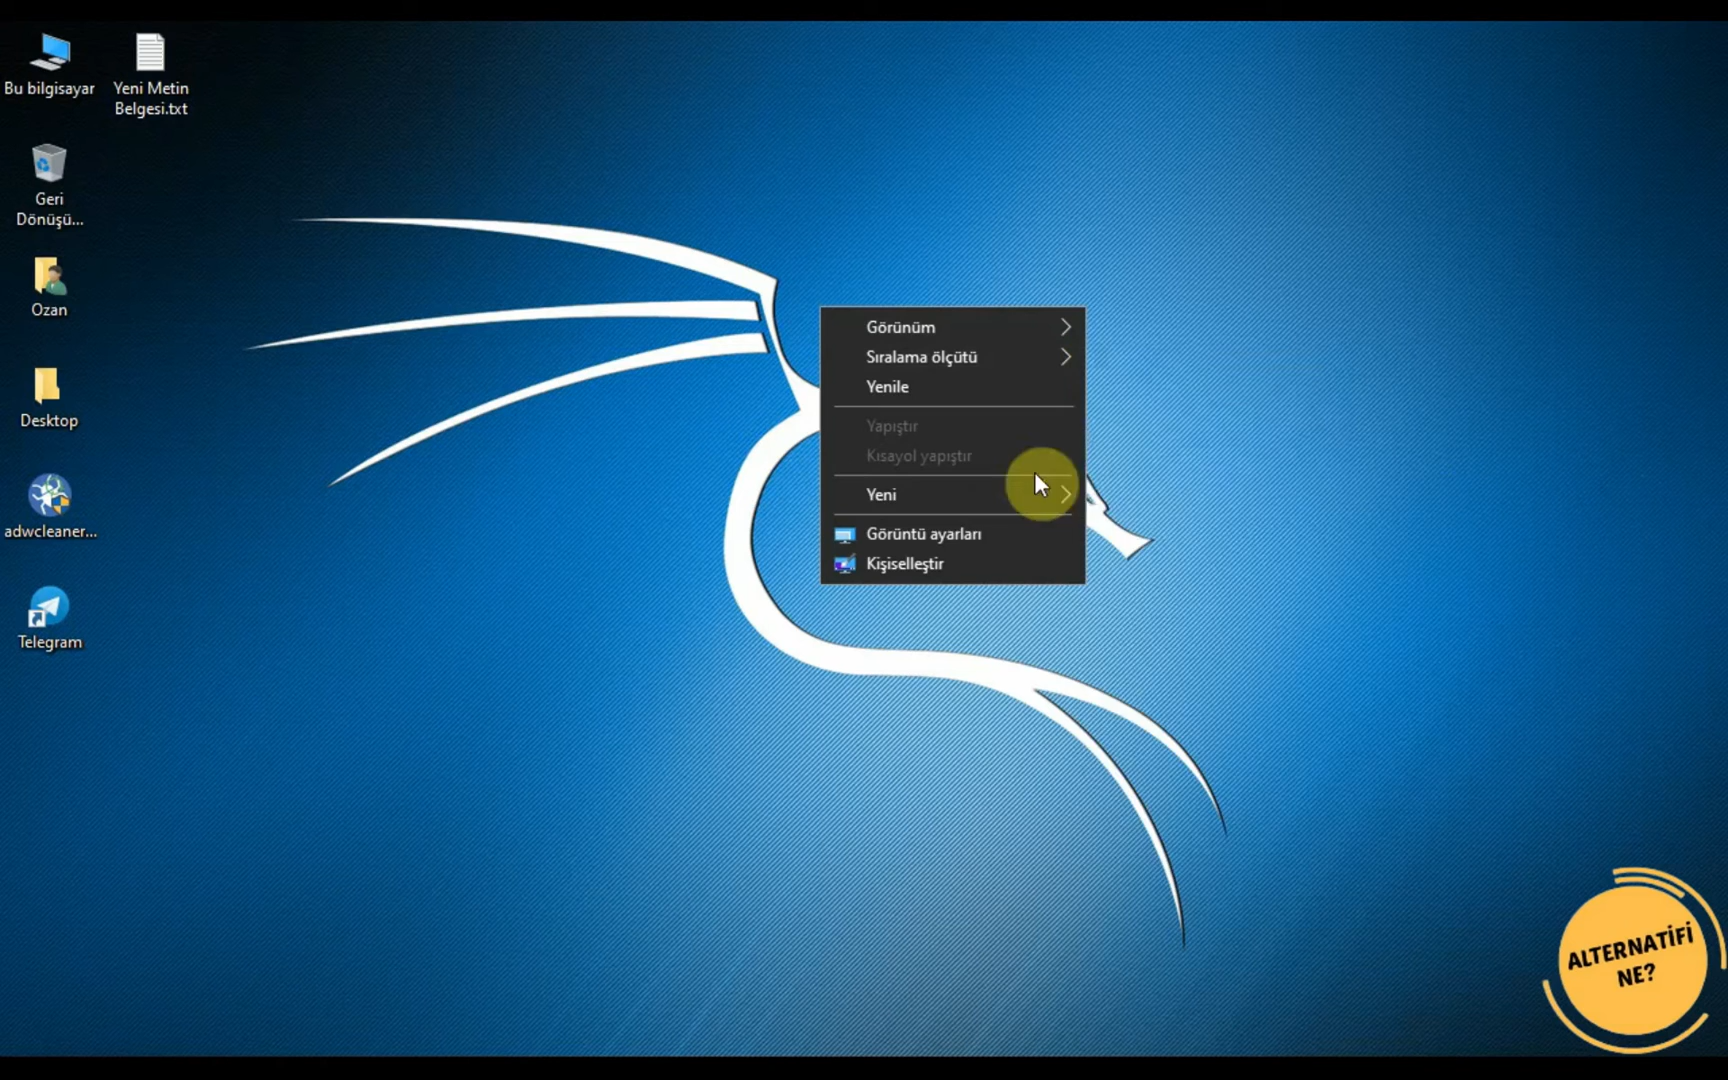 Bu bilgisayar
Yeni Metin
Belgesi.txt
Geri
Dönüşü...
Ozan
Desktop
adwcleaner...
Telegram
Görünüm
Sıralama ölçütü
Yenile
Yapıştır
Kısayol yapıştır
Yeni
Görüntü ayarları
Kişiselleştir
ALTERNATİFİ
NE?